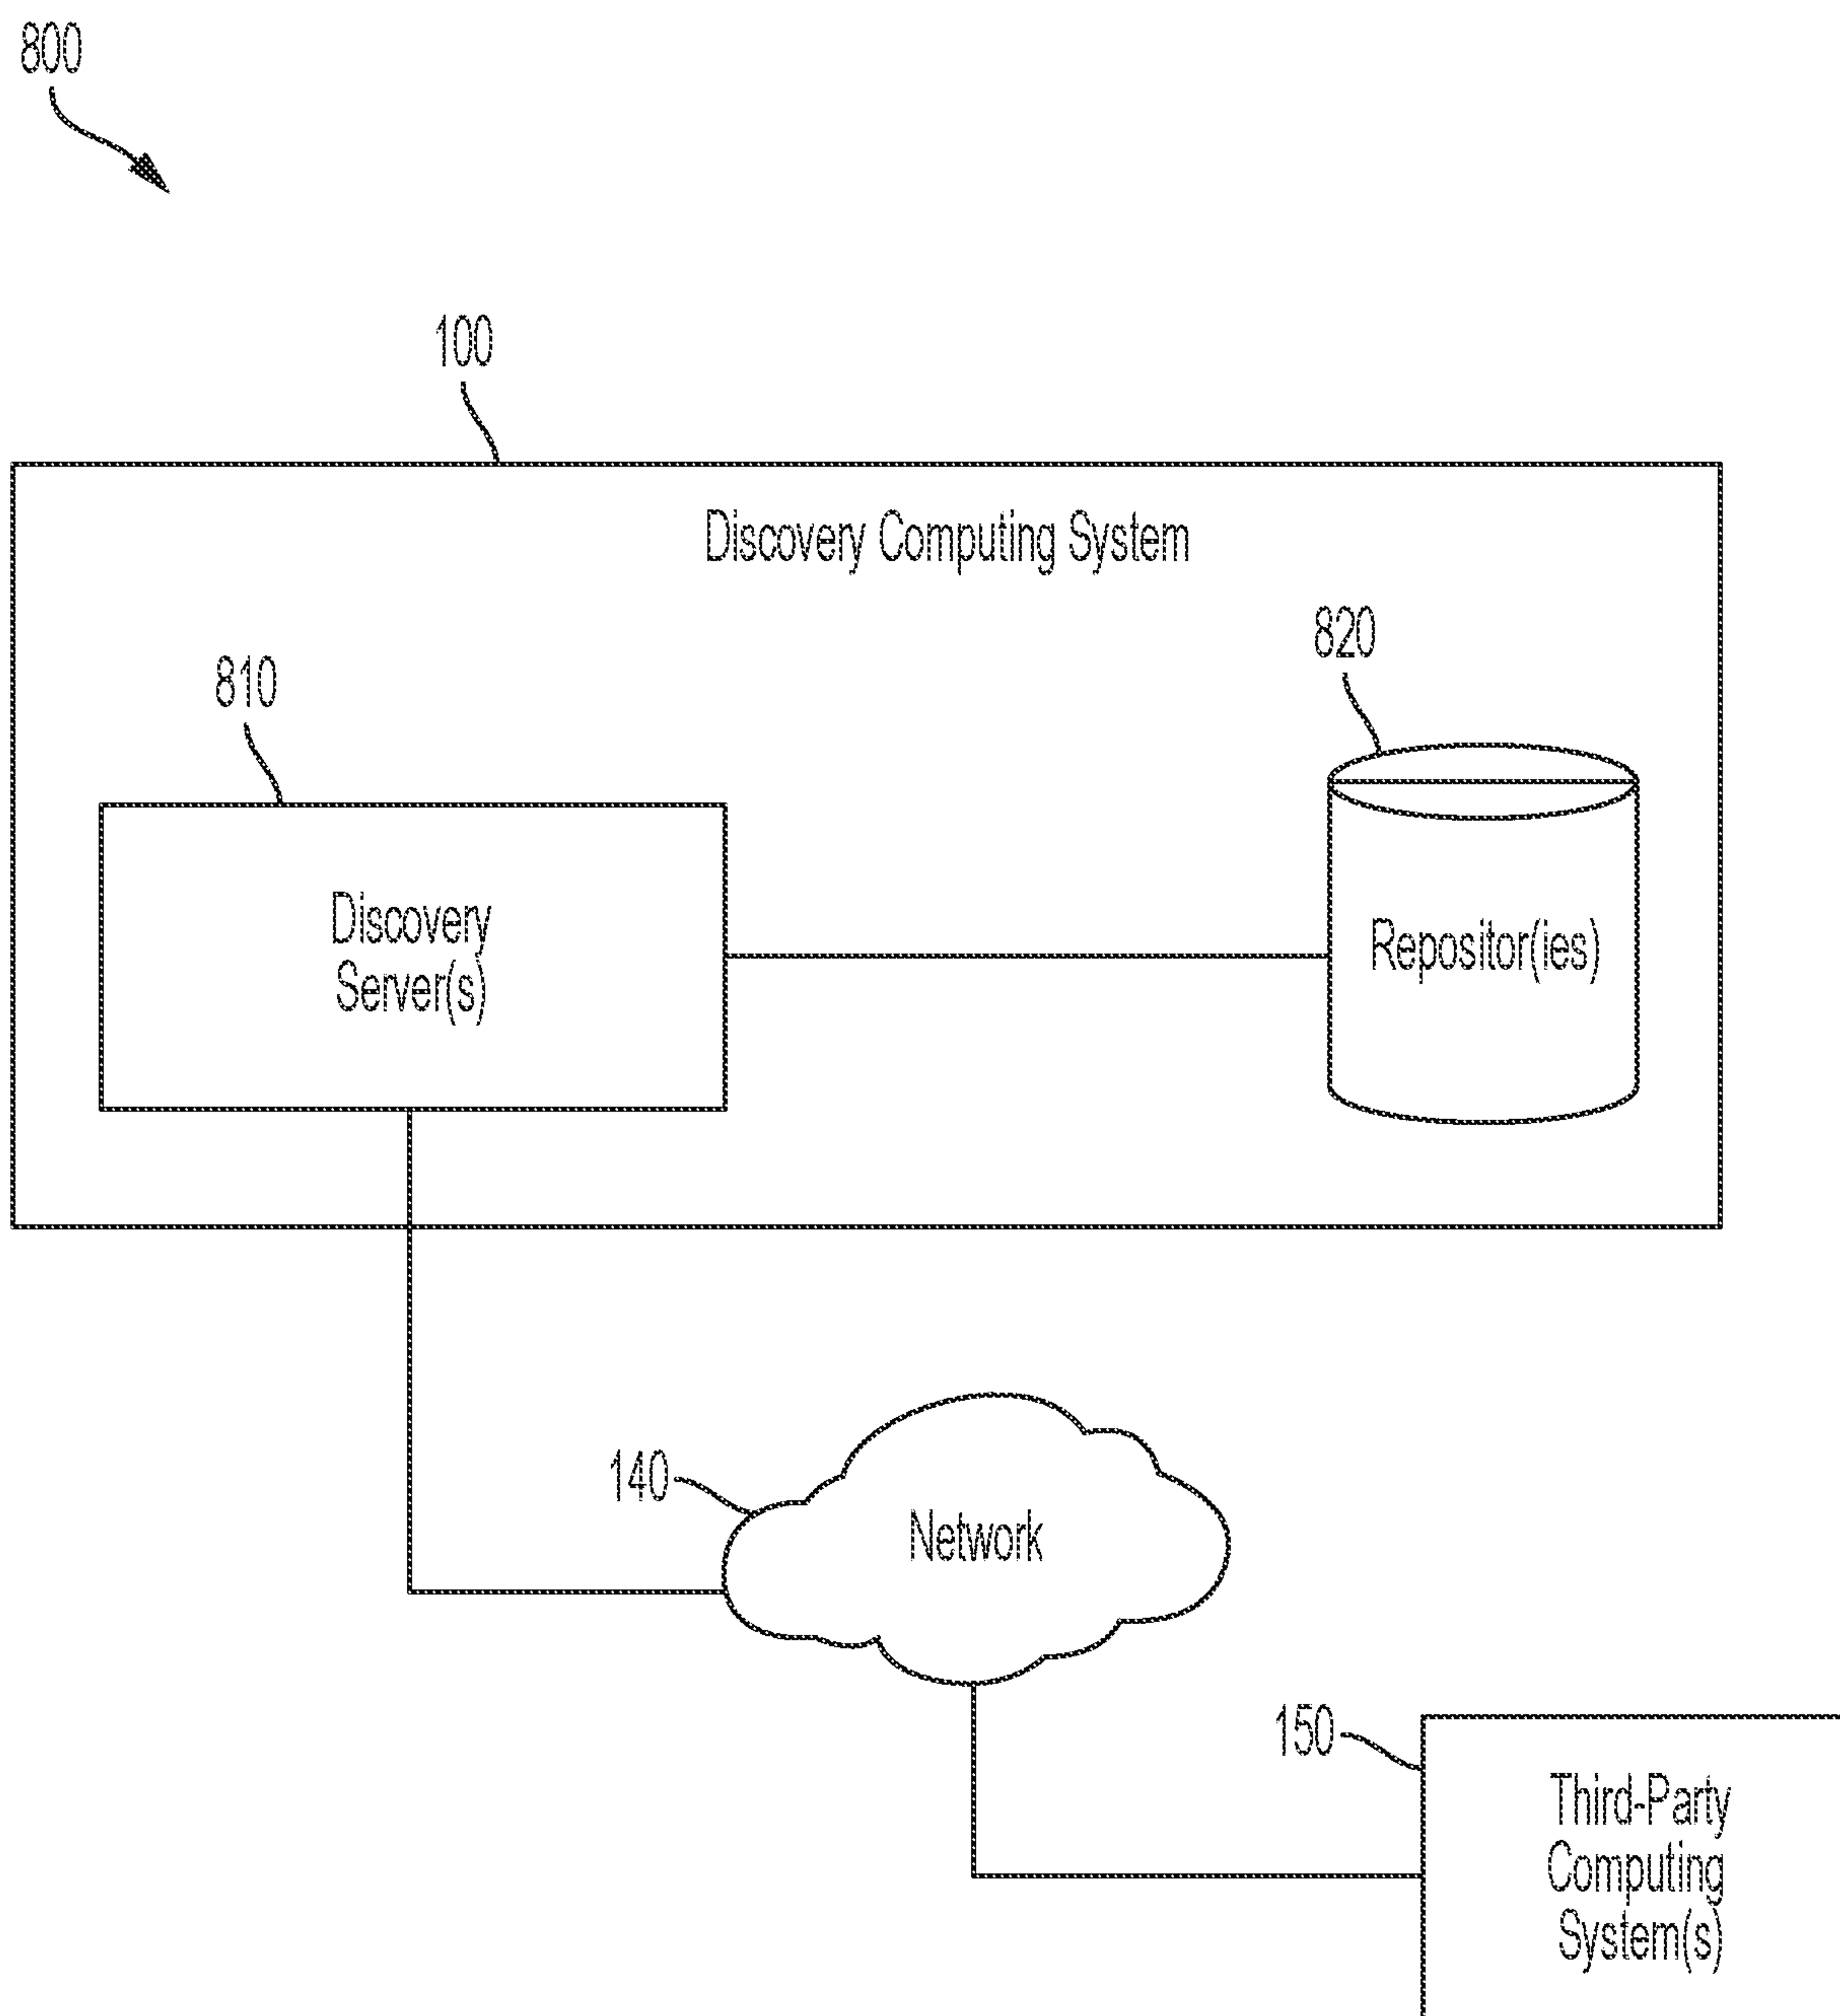 800
100
Discovery Computing System
820
810
Discovery
Server(s)
Repositor(ies)
140
Network
150
Third-Party
Computing
System(s)